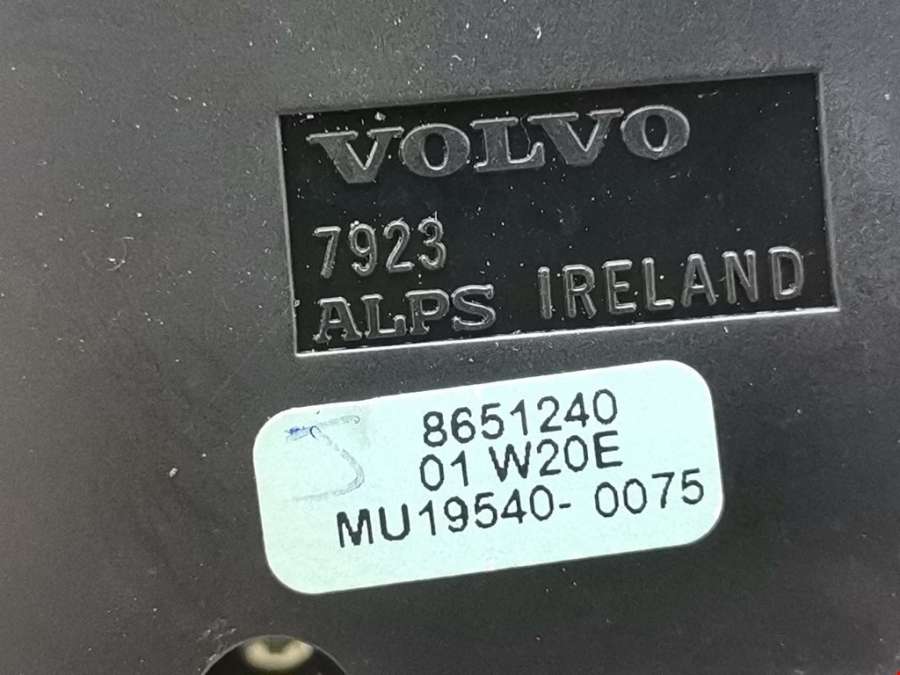 VOLVO
7923
ALPS IRELAND
8651240
01 W20E
MU19540- 0075